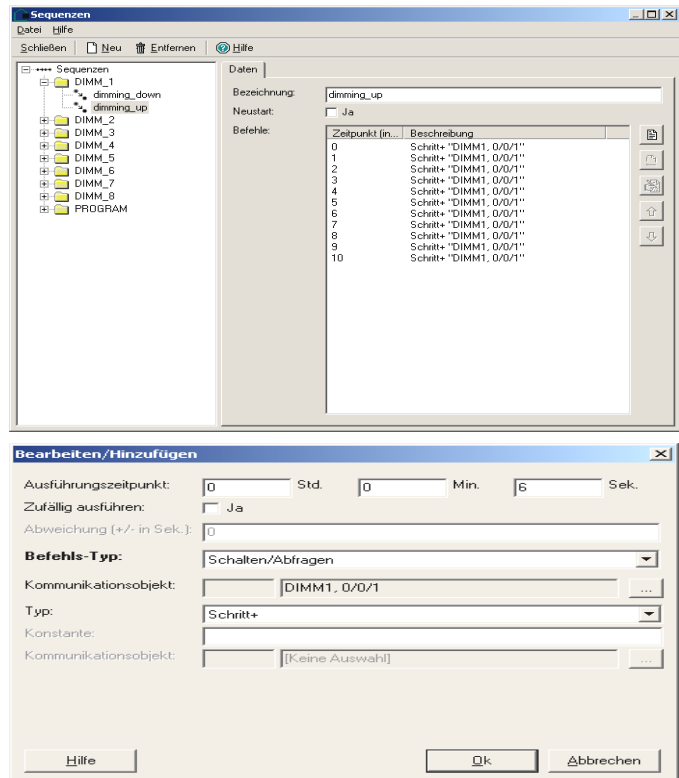 Sequenzen
Datei Hilfe
Schließen Neu Entfernen Hilfe
Sequenzen
DIMM_1
dimming_down
dimming_up
DIMM_2
DIMM_3
DIMM_4
DIMM_5
DIMM_6
DIMM_7
DIMM_8
PROGRAM
Daten
Bezeichnung: dimming_up
Neustart: Ja
Befehle:
Zeitpunkt (in... Beschreibung
0 Schritt+ "DIMM1, 0/0/1"
1 Schritt+ "DIMM1, 0/0/1"
2 Schritt+ "DIMM1, 0/0/1"
3 Schritt+ "DIMM1, 0/0/1"
4 Schritt+ "DIMM1, 0/0/1"
5 Schritt+ "DIMM1, 0/0/1"
6 Schritt+ "DIMM1, 0/0/1"
7 Schritt+ "DIMM1, 0/0/1"
8 Schritt+ "DIMM1, 0/0/1"
9 Schritt+ "DIMM1, 0/0/1"
10 Schritt+ "DIMM1, 0/0/1"
Bearbeiten/Hinzufügen
Ausführungszeitpunkt: 0 Std. 0 Min. 6 Sek.
Zufällig ausführen: Ja
Abweichung (+/- in Sek.): 0
Befehls-Typ: Schalten/Abfragen
Kommunikationsobjekt: DIMM1, 0/0/1 ...
Typ: Schritt+
Konstante:
Kommunikationsobjekt: [Keine Auswahl] ...
Hilfe Ok Abbrechen